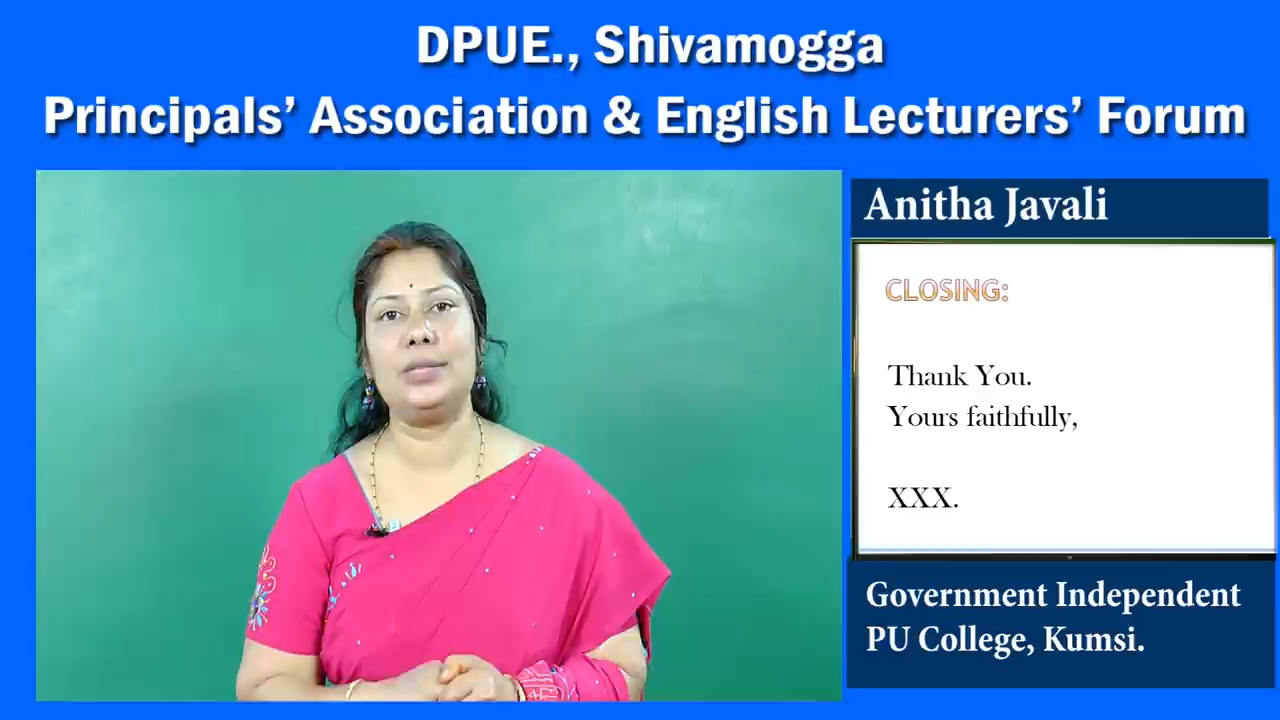 DPUE., Shivamogga
Principals’ Association & English Lecturers’ Forum
Anitha Javali
CLOSING:
Thank You.
Yours faithfully,
XXX.
Government Independent
PU College, Kumsi.